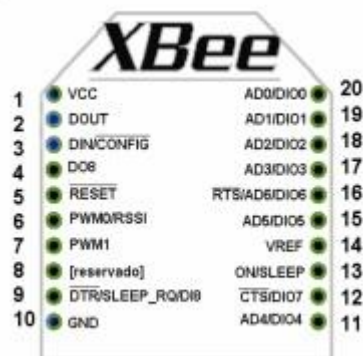 XBee
1 VCC AD0/DIO0 20
2 DOUT AD1/DIO1 19
3 DIN/CONFIG AD2/DIO2 18
4 DO8 AD3/DIO3 17
5 RESET RTS/AD6/DIO6 16
6 PWM0/RSSI AD5/DIO5 15
7 PWM1 VREF 14
8 [reservado] ON/SLEEP 13
9 DTR/SLEEP_RQ/DI8 CTS/DIO7 12
10 GND AD4/DIO4 11